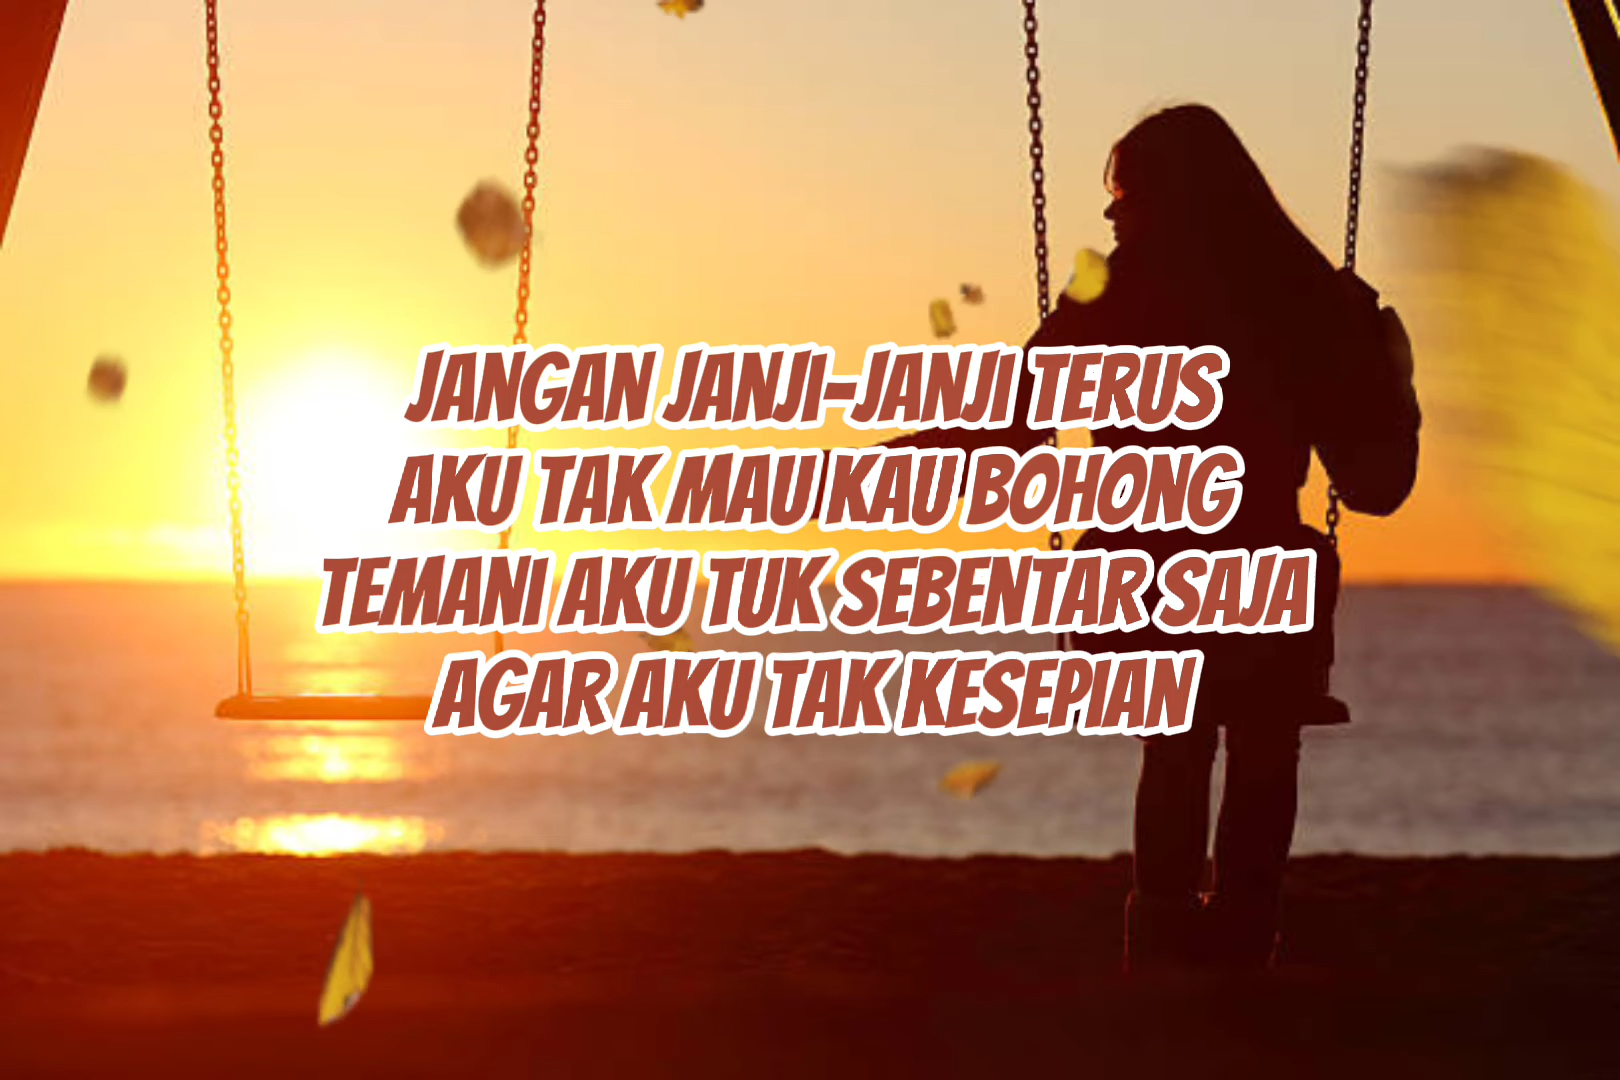 JANGAN JANJI-JANJI TERUS
AKU TAK MAU KAU BOHONG
TEMANI AKU TUK SEBENTAR SAJA
AGAR AKU TAK KESEPIAN